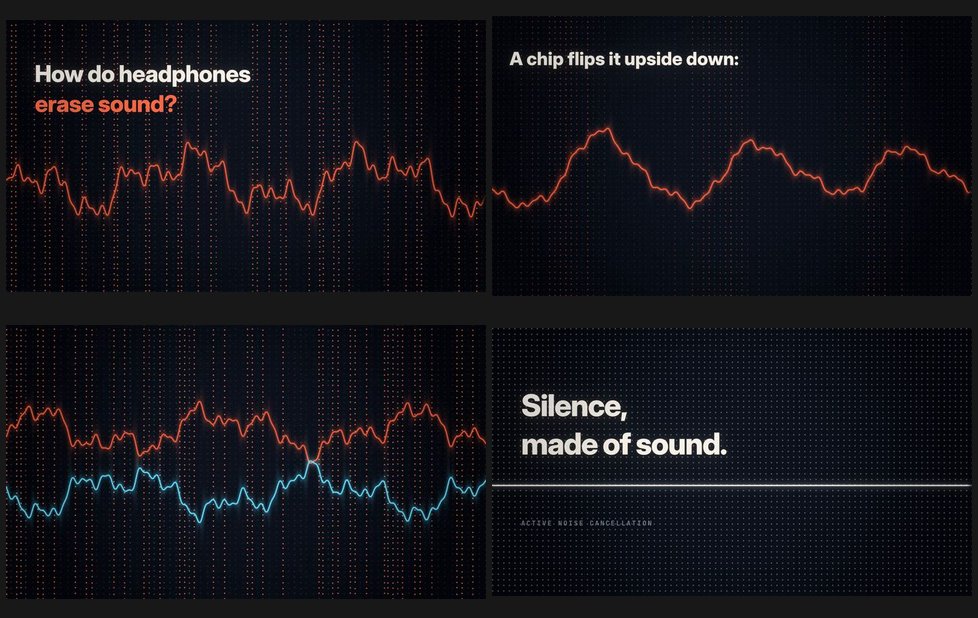 How do headphones
erase sound?
A chip flips it upside down:
Silence,
made of sound.
ACTIVE NOISE CANCELLATION